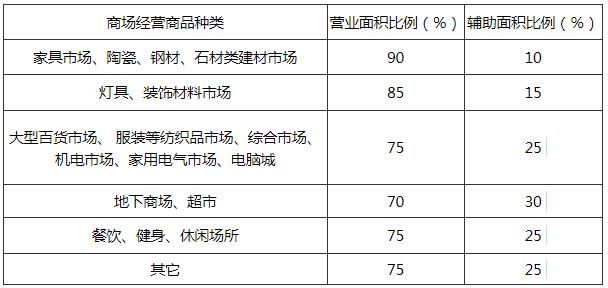 商场经营商品种类 营业面积比例（%） 辅助面积比例（%）
家具市场、陶瓷、钢材、石材类建材市场 90 10
灯具、装饰材料市场 85 15
大型百货市场、 服装等纺织品市场、综合市场、
机电市场、家用电气市场、电脑城 75 25
地下商场、超市 70 30
餐饮、健身、休闲场所 75 25
其它 75 25